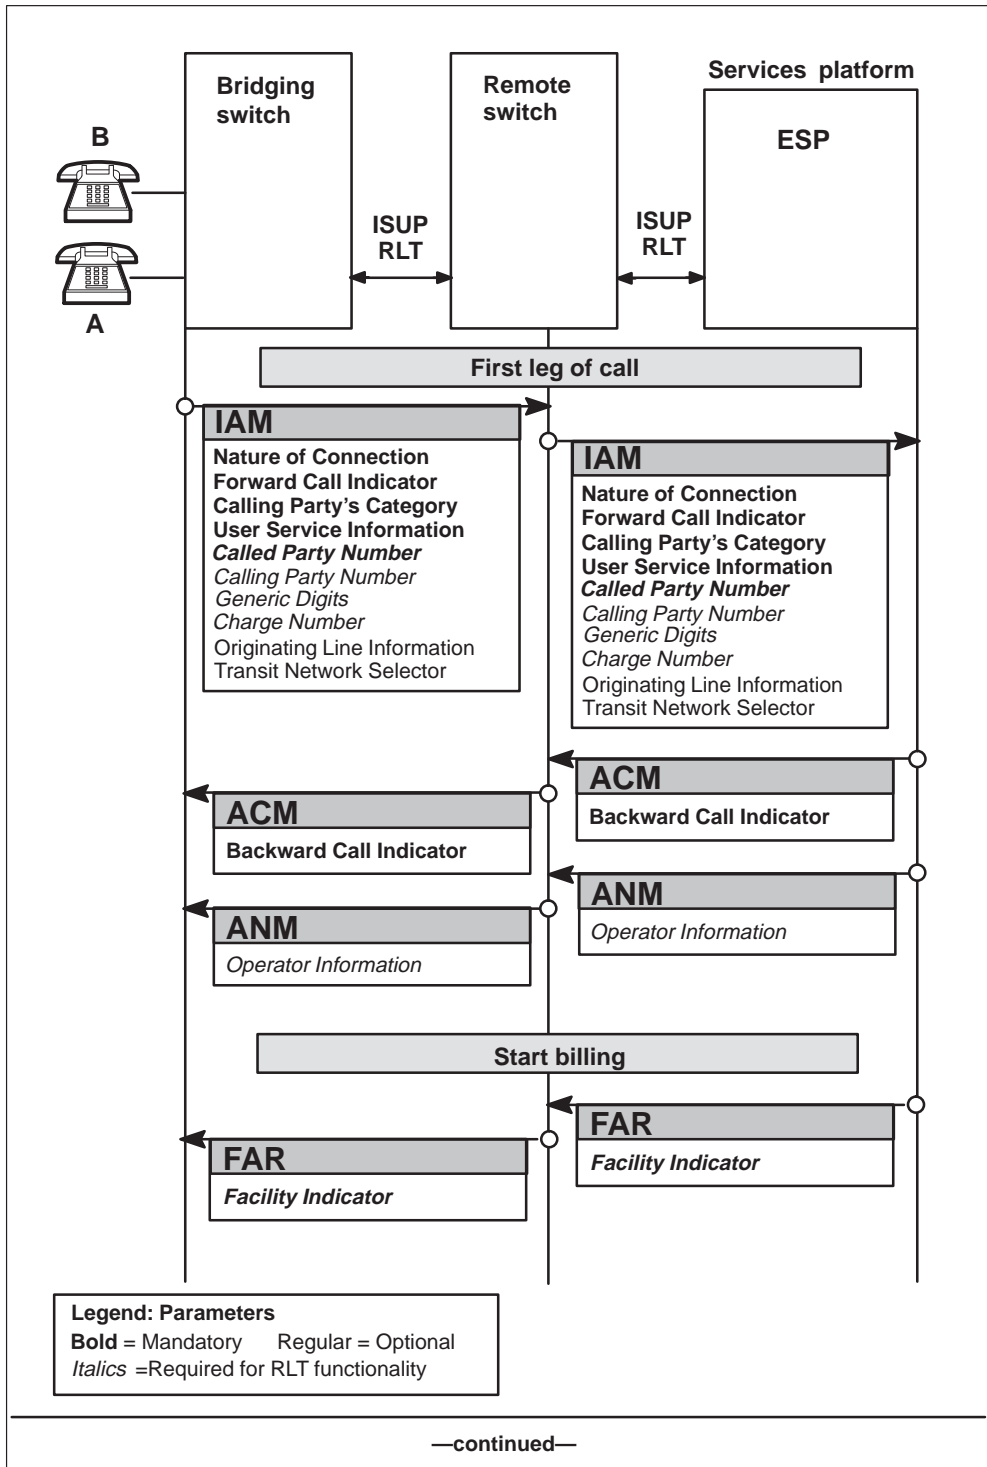 Bridging
switch
Remote
switch
Services platform
ESP
B
A
ISUP
RLT
ISUP
RLT
First leg of call
IAM
Nature of Connection
Forward Call Indicator
Calling Party's Category
User Service Information
Called Party Number
Calling Party Number
Generic Digits
Charge Number
Originating Line Information
Transit Network Selector
IAM
Nature of Connection
Forward Call Indicator
Calling Party's Category
User Service Information
Called Party Number
Calling Party Number
Generic Digits
Charge Number
Originating Line Information
Transit Network Selector
ACM
Backward Call Indicator
ACM
Backward Call Indicator
ANM
Operator Information
ANM
Operator Information
Start billing
FAR
Facility Indicator
FAR
Facility Indicator
Legend: Parameters
Bold = Mandatory Regular = Optional
Italics =Required for RLT functionality
—continued—